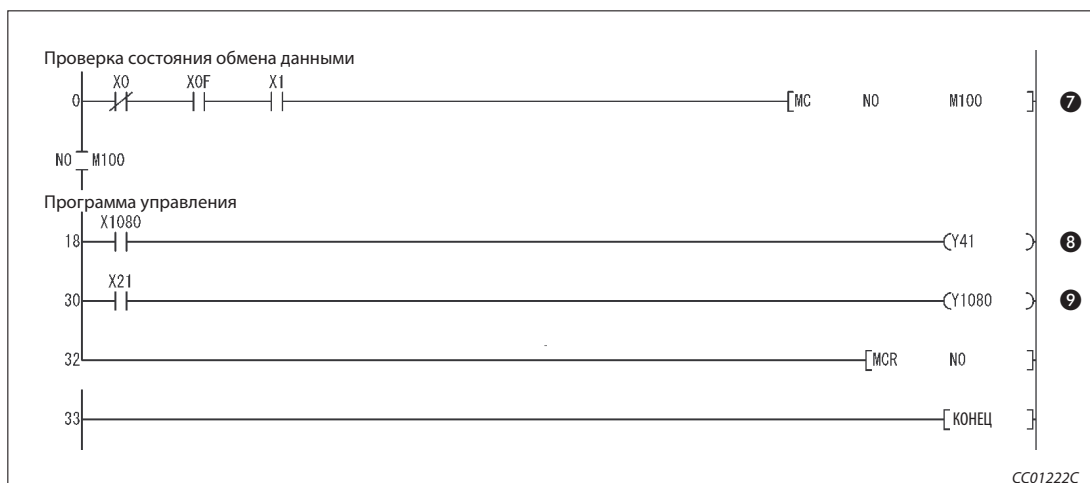 Проверка состояния обмена данными
X0 X0F X1
0 MC N0 M100 7
N0 M100
Программа управления
X1080
18 Y41 8
X21
30 Y1080 9
32 MCR N0
33 КОНЕЦ
CC01222C